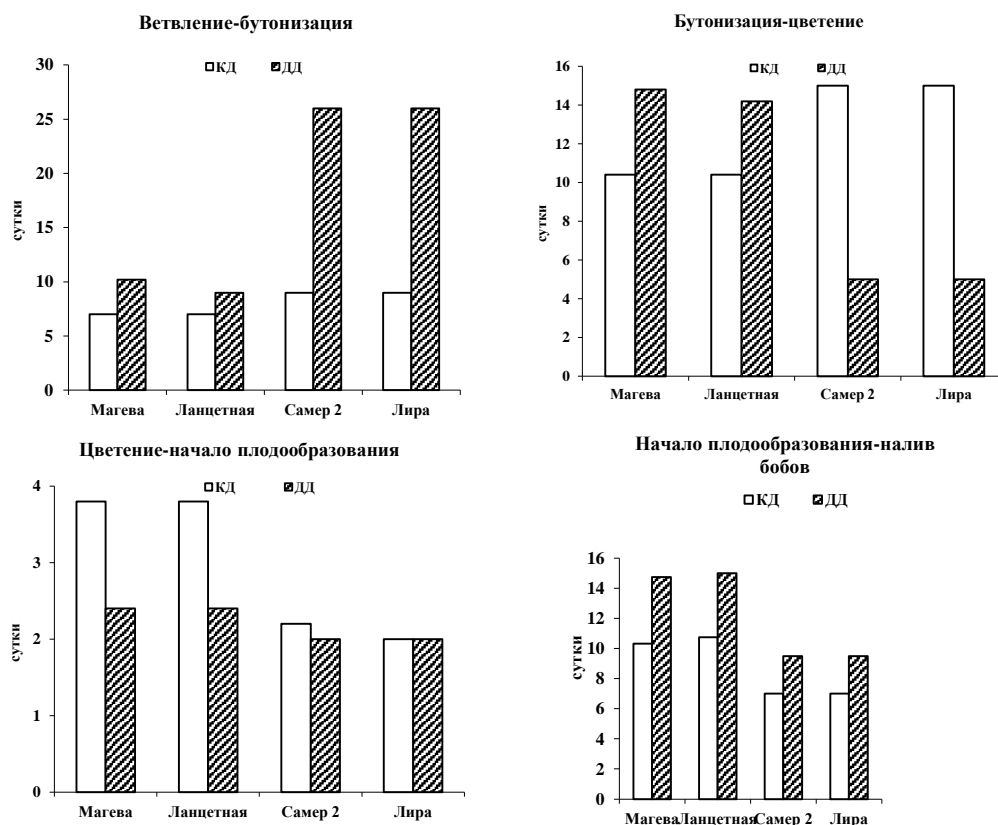 Ветвление-бутонизация
КД ДД
30
25
20
15
10
5
0
сутки
Магева Ланцетная Самер 2 Лира
Бутонизация-цветение
КД ДД
16
14
12
10
8
6
4
2
0
сутки
Магева Ланцетная Самер 2 Лира
Цветение-начало плодообразования
КД ДД
4
3
2
1
0
сутки
Магева Ланцетная Самер 2 Лира
Начало плодообразования-налив
бобов
КД ДД
16
14
12
10
8
6
4
2
0
сутки
Магева Ланцетная Самер 2 Лира